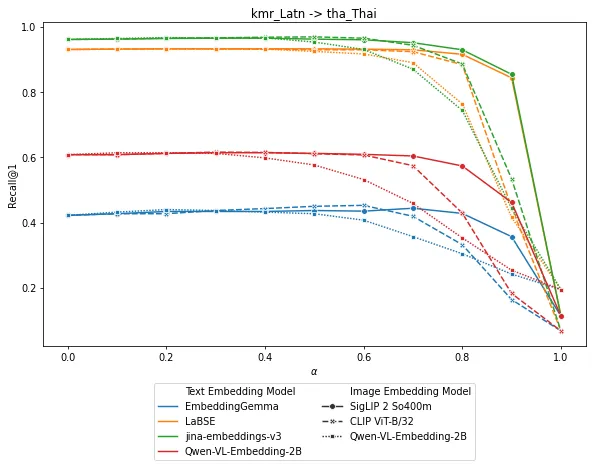 kmr_Latn -> tha_Thai
Recall@1
1.0
0.8
0.6
0.4
0.2
0.0 0.2 0.4 0.6 0.8 1.0
α
Text Embedding Model Image Embedding Model
EmbeddingGemma SigLIP 2 So400m
LaBSE CLIP ViT-B/32
jina-embeddings-v3 Qwen-VL-Embedding-2B
Qwen-VL-Embedding-2B